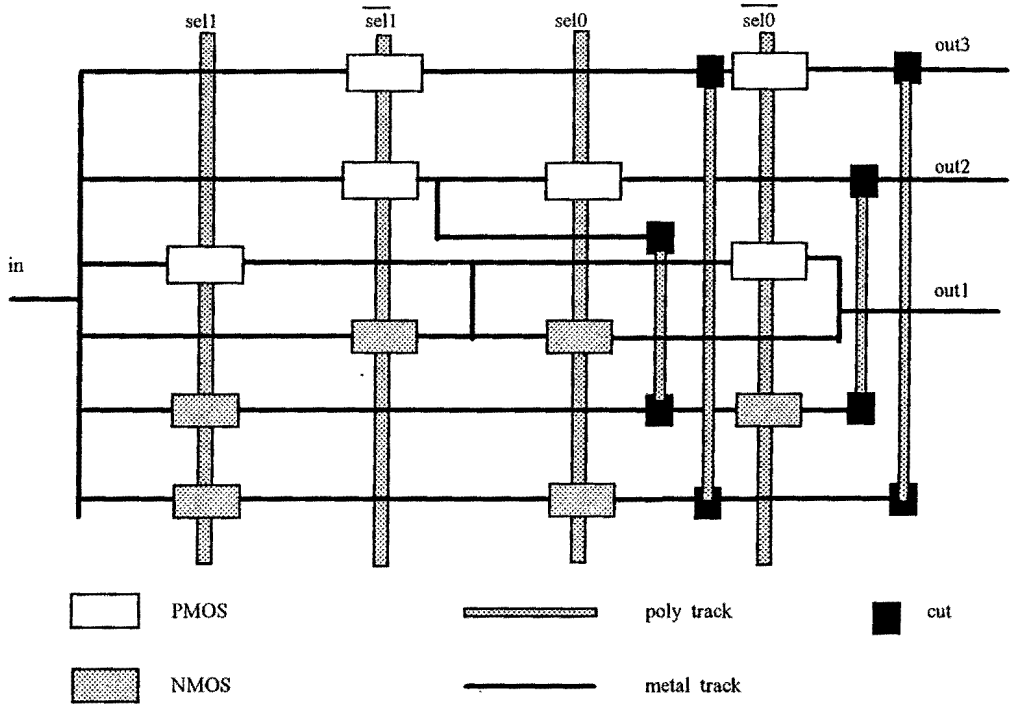 sel1
sel1
sel0
sel0
out3
out2
in
out1
PMOS
poly track
cut
NMOS
metal track